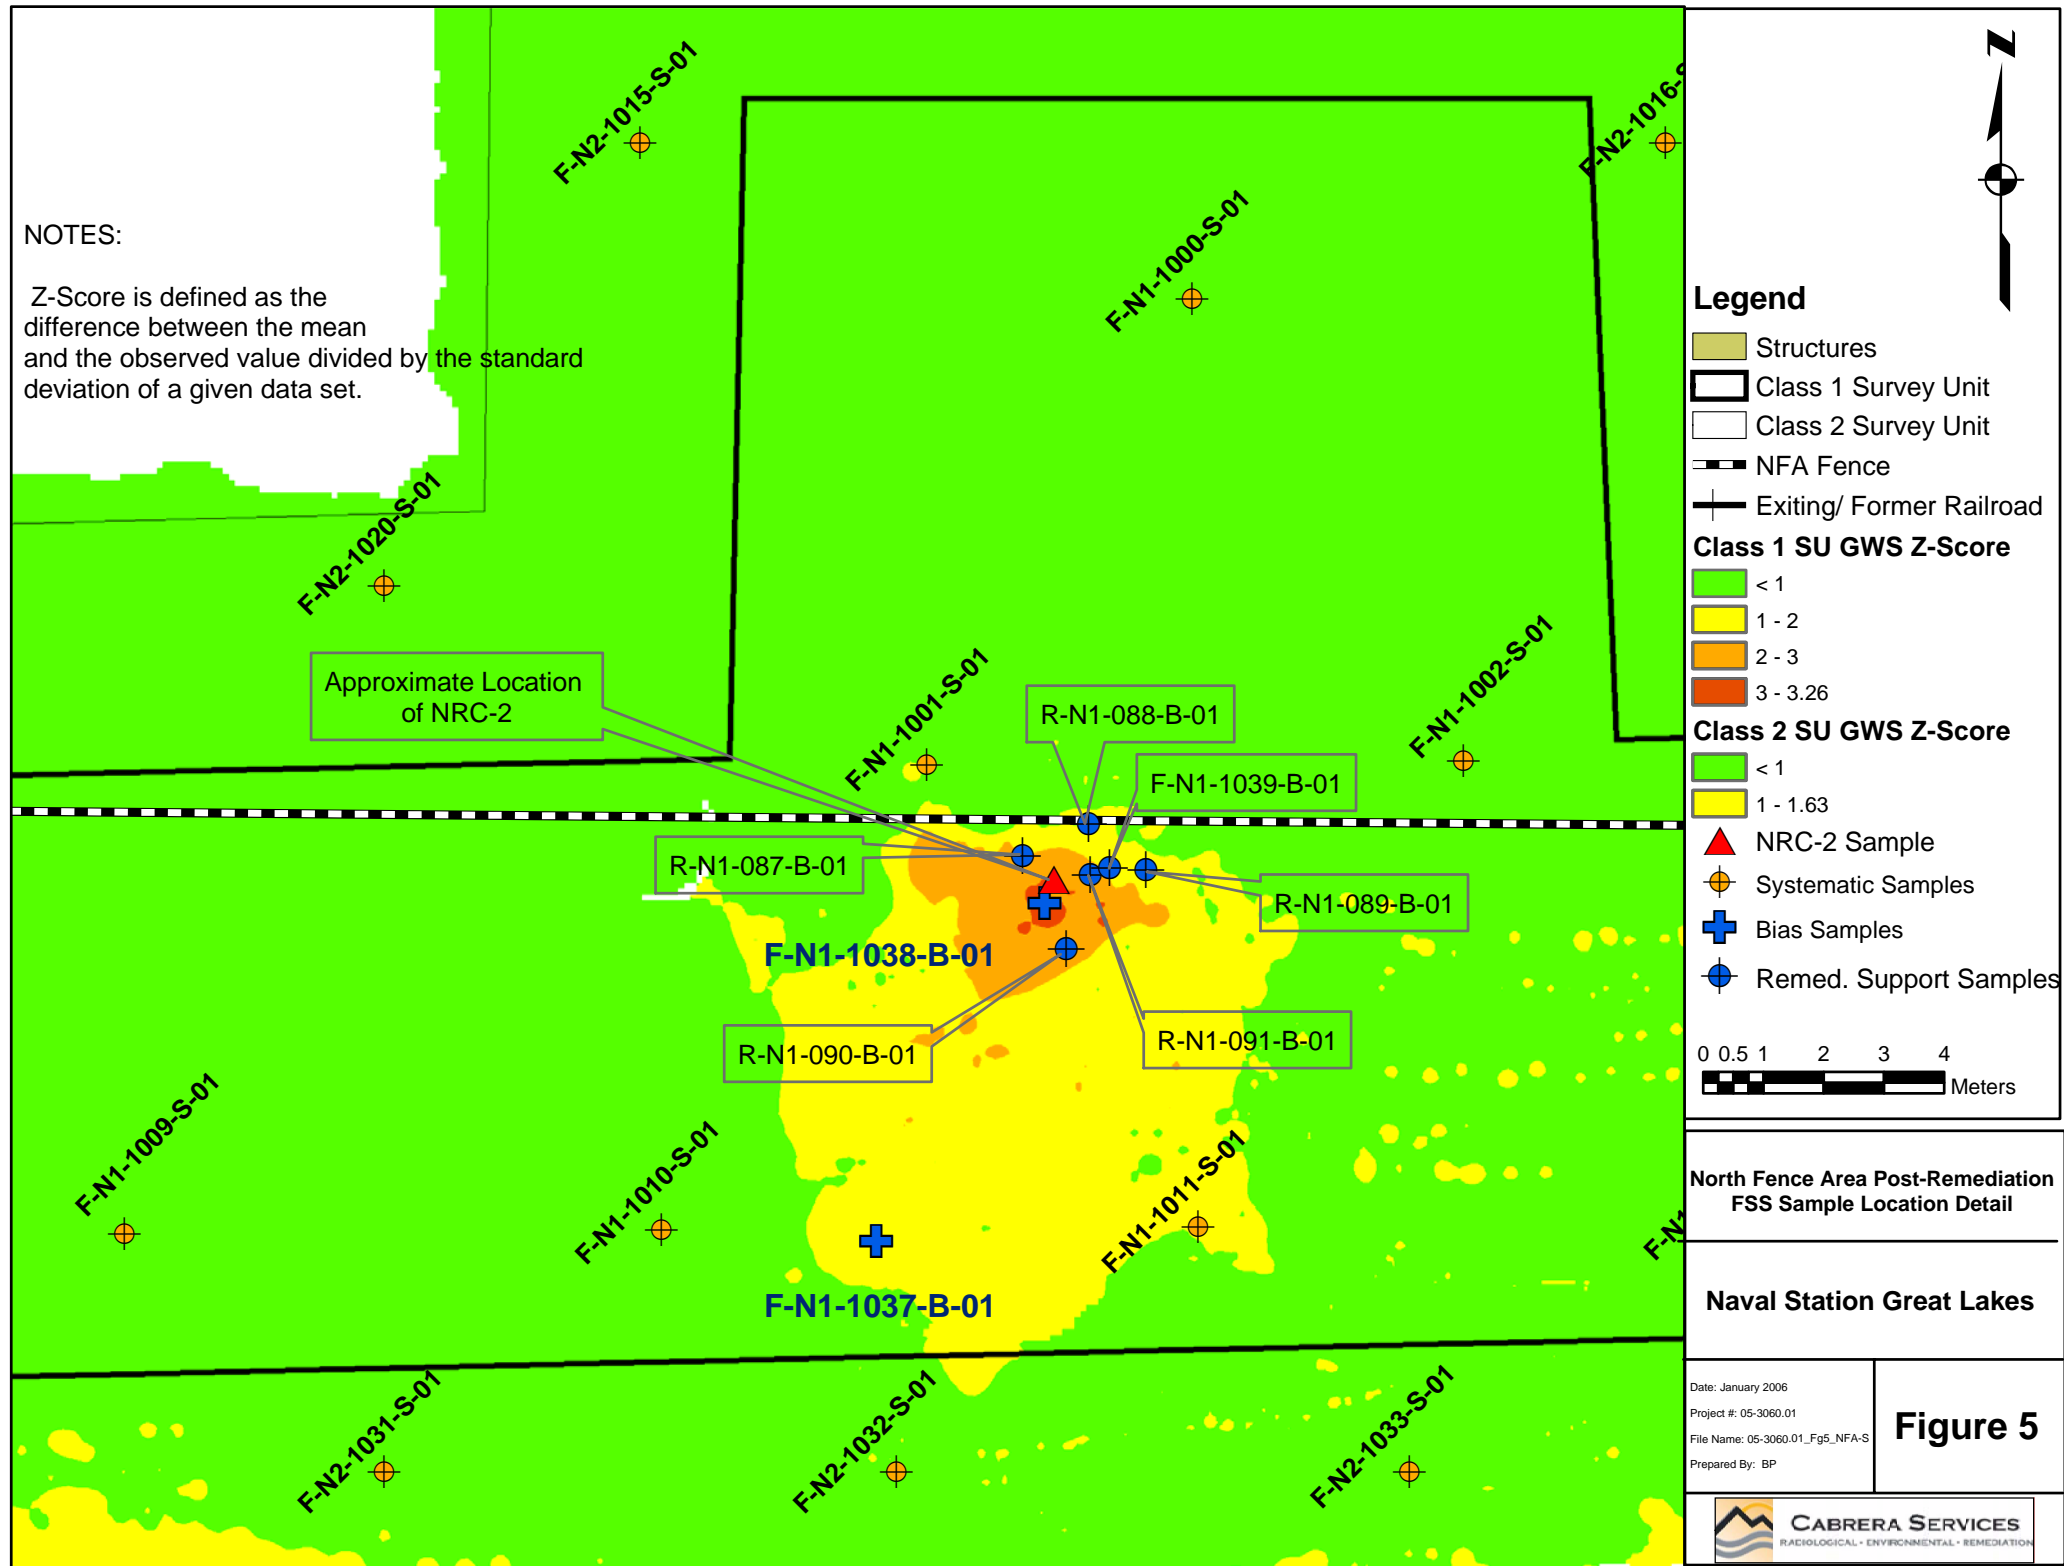 NOTES:
Z-Score is defined as the
difference between the mean
and the observed value divided by the standard
deviation of a given data set.
F-N2-1015-S-01
F-N2-1016-S
F-N1-1000-S-01
F-N2-1020-S-01
Approximate Location
of NRC-2
F-N1-1001-S-01
R-N1-088-B-01
F-N1-1002-S-01
F-N1-1039-B-01
R-N1-087-B-01
R-N1-089-B-01
F-N1-1038-B-01
R-N1-090-B-01
R-N1-091-B-01
F-N1-1009-S-01
F-N1-1010-S-01
F-N1-1011-S-01
F-N1
F-N1-1037-B-01
F-N2-1031-S-01
F-N2-1032-S-01
F-N2-1033-S-01
N
Legend
Structures
Class 1 Survey Unit
Class 2 Survey Unit
NFA Fence
Exiting/ Former Railroad
Class 1 SU GWS Z-Score
< 1
1 - 2
2 - 3
3 - 3.26
Class 2 SU GWS Z-Score
< 1
1 - 1.63
NRC-2 Sample
Systematic Samples
Bias Samples
Remed. Support Samples
0 0.5 1 2 3 4
Meters
North Fence Area Post-Remediation
FSS Sample Location Detail
Naval Station Great Lakes
Date: January 2006
Project #: 05-3060.01
File Name: 05-3060.01_Fg5_NFA-S
Prepared By: BP
Figure 5
CABRERA SERVICES
RADIOLOGICAL · ENVIRONMENTAL · REMEDIATION